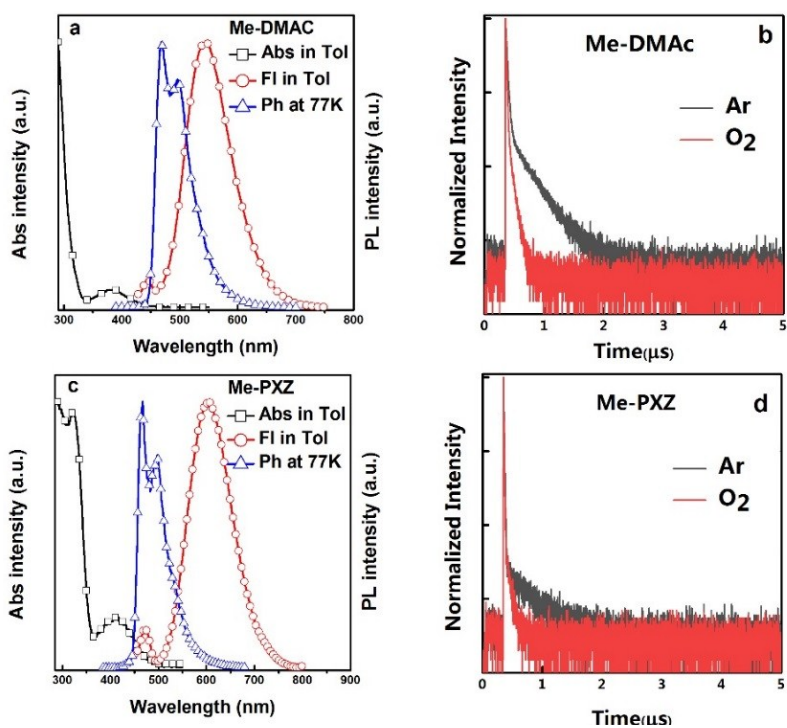 a
Me-DMAC
Abs in Tol
Fl in Tol
Ph at 77K
Abs intensity (a.u.)
PL intensity (a.u.)
300 400 500 600 700 800
Wavelength (nm)
b
Me-DMAc
Ar
O2
Normalized Intensity
0 1 2 3 4 5
Time(μs)
c
Me-PXZ
Abs in Tol
Fl in Tol
Ph at 77K
Abs intensity (a.u.)
PL intensity (a.u.)
300 400 500 600 700 800 900
Wavelength (nm)
Me-PXZ
d
Ar
O2
Normalized Intensity
0 1 2 3 4 5
Time(μs)